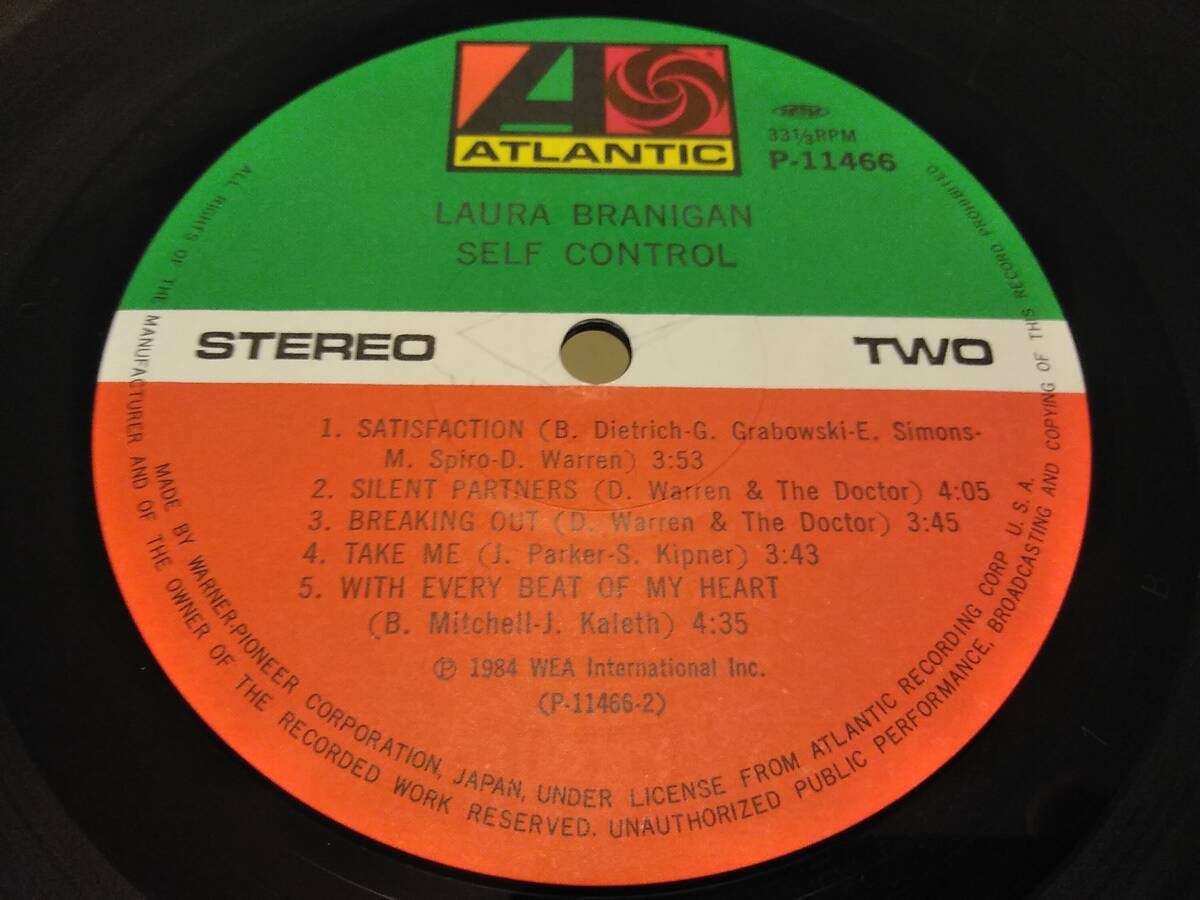 ATLANTIC
33 1/3 RPM
P-11466
LAURA BRANIGAN
SELF CONTROL
STEREO
TWO
1. SATISFACTION (B. Dietrich-G. Grabowski-E. Simons-
M. Spiro-D. Warren) 3:53
2. SILENT PARTNERS (D. Warren & The Doctor) 4:05
3. BREAKING OUT (D. Warren & The Doctor) 3:45
4. TAKE ME (J. Parker-S. Kipner) 3:43
5. WITH EVERY BEAT OF MY HEART
(B. Mitchell-J. Kaleth) 4:35
Ⓟ 1984 WEA International Inc.
(P-11466-2)
MADE BY WARNER-PIONEER CORPORATION, JAPAN, UNDER LICENSE FROM ATLANTIC RECORDING CORP. U. S. A.
ALL RIGHTS OF THE MANUFACTURER AND OF THE OWNER OF THE RECORDED WORK RESERVED. UNAUTHORIZED PUBLIC PERFORMANCE, BROADCASTING AND COPYING OF THIS RECORD PROHIBITED.